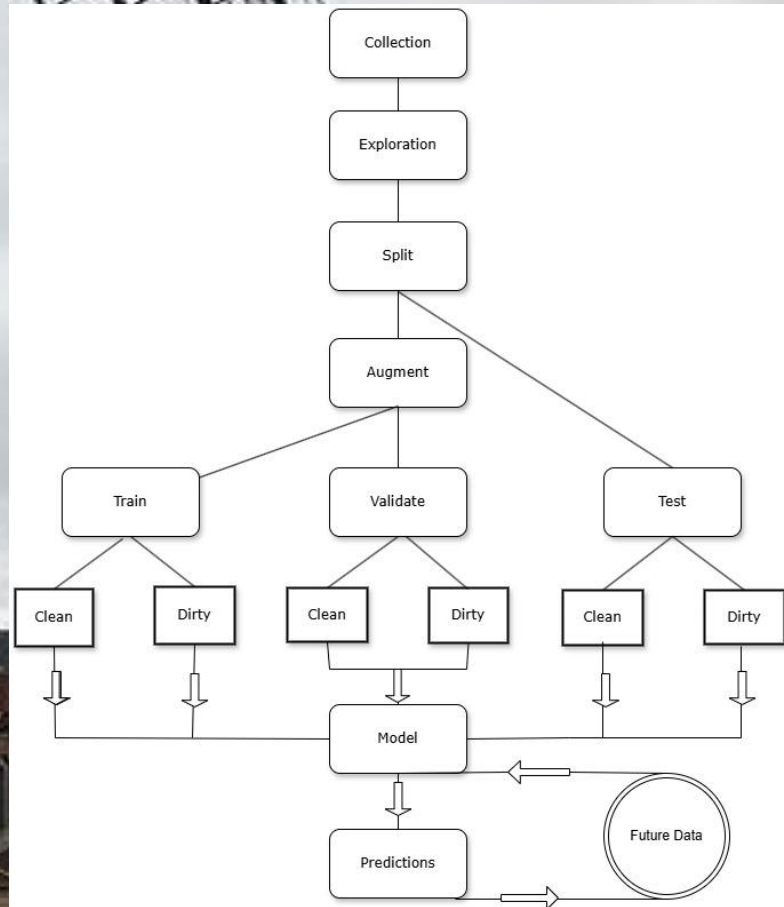 Collection
Exploration
Split
Augment
Train
Validate
Test
Clean
Dirty
Clean
Dirty
Clean
Dirty
Model
Future Data
Predictions